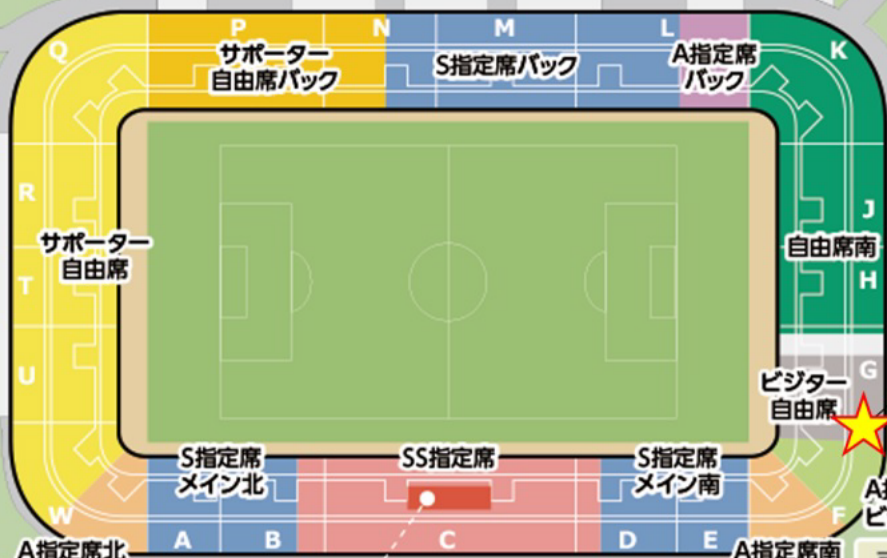 Q P N M L K
サポーター
自由席バック
S指定席バック
A指定席
バック
R
J
サポーター
自由席
自由席南
T
H
U
G
ビジター
自由席
S指定席
メイン北
SS指定席
S指定席
メイン南
A
ビ
W
F
A B C D E
A指定席北
A指定席南